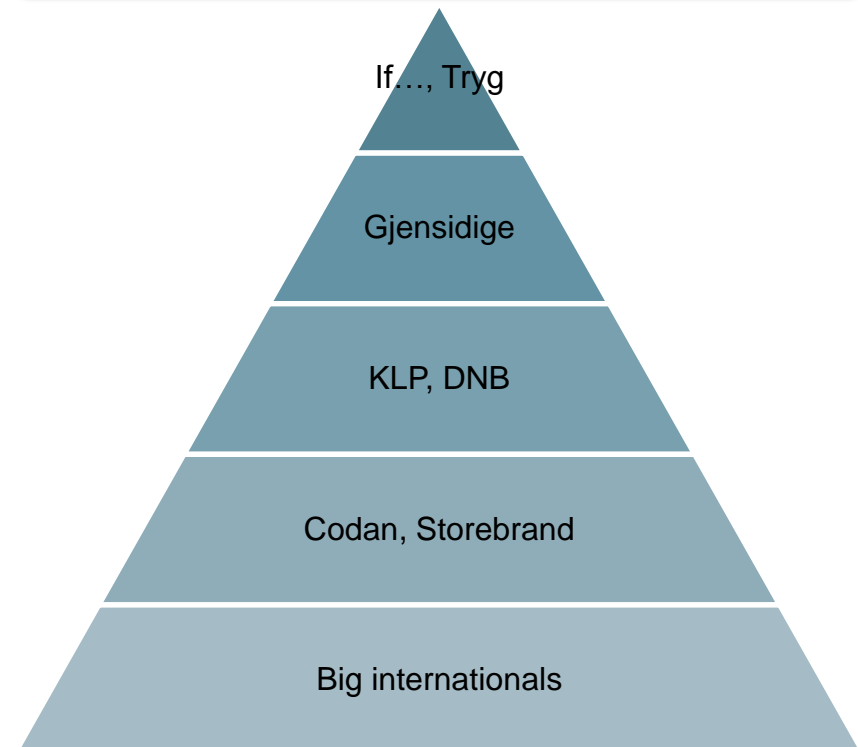 If…, Tryg
Gjensidige
KLP, DNB
Codan, Storebrand
Big internationals